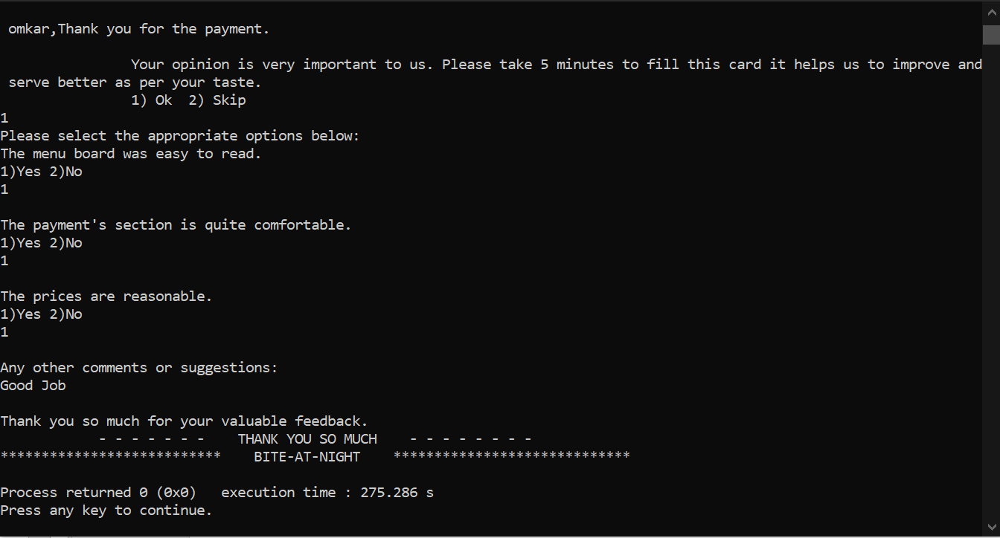 omkar,Thank you for the payment.
Your opinion is very important to us. Please take 5 minutes to fill this card it helps us to improve and
serve better as per your taste.
1) Ok  2) Skip
1
Please select the appropriate options below:
The menu board was easy to read.
1)Yes 2)No
1
The payment's section is quite comfortable.
1)Yes 2)No
1
The prices are reasonable.
1)Yes 2)No
1
Any other comments or suggestions:
Good Job
Thank you so much for your valuable feedback.
- - - - - - -    THANK YOU SO MUCH    - - - - - - - -
***************************    BITE-AT-NIGHT    *****************************
Process returned 0 (0x0)   execution time : 275.286 s
Press any key to continue.